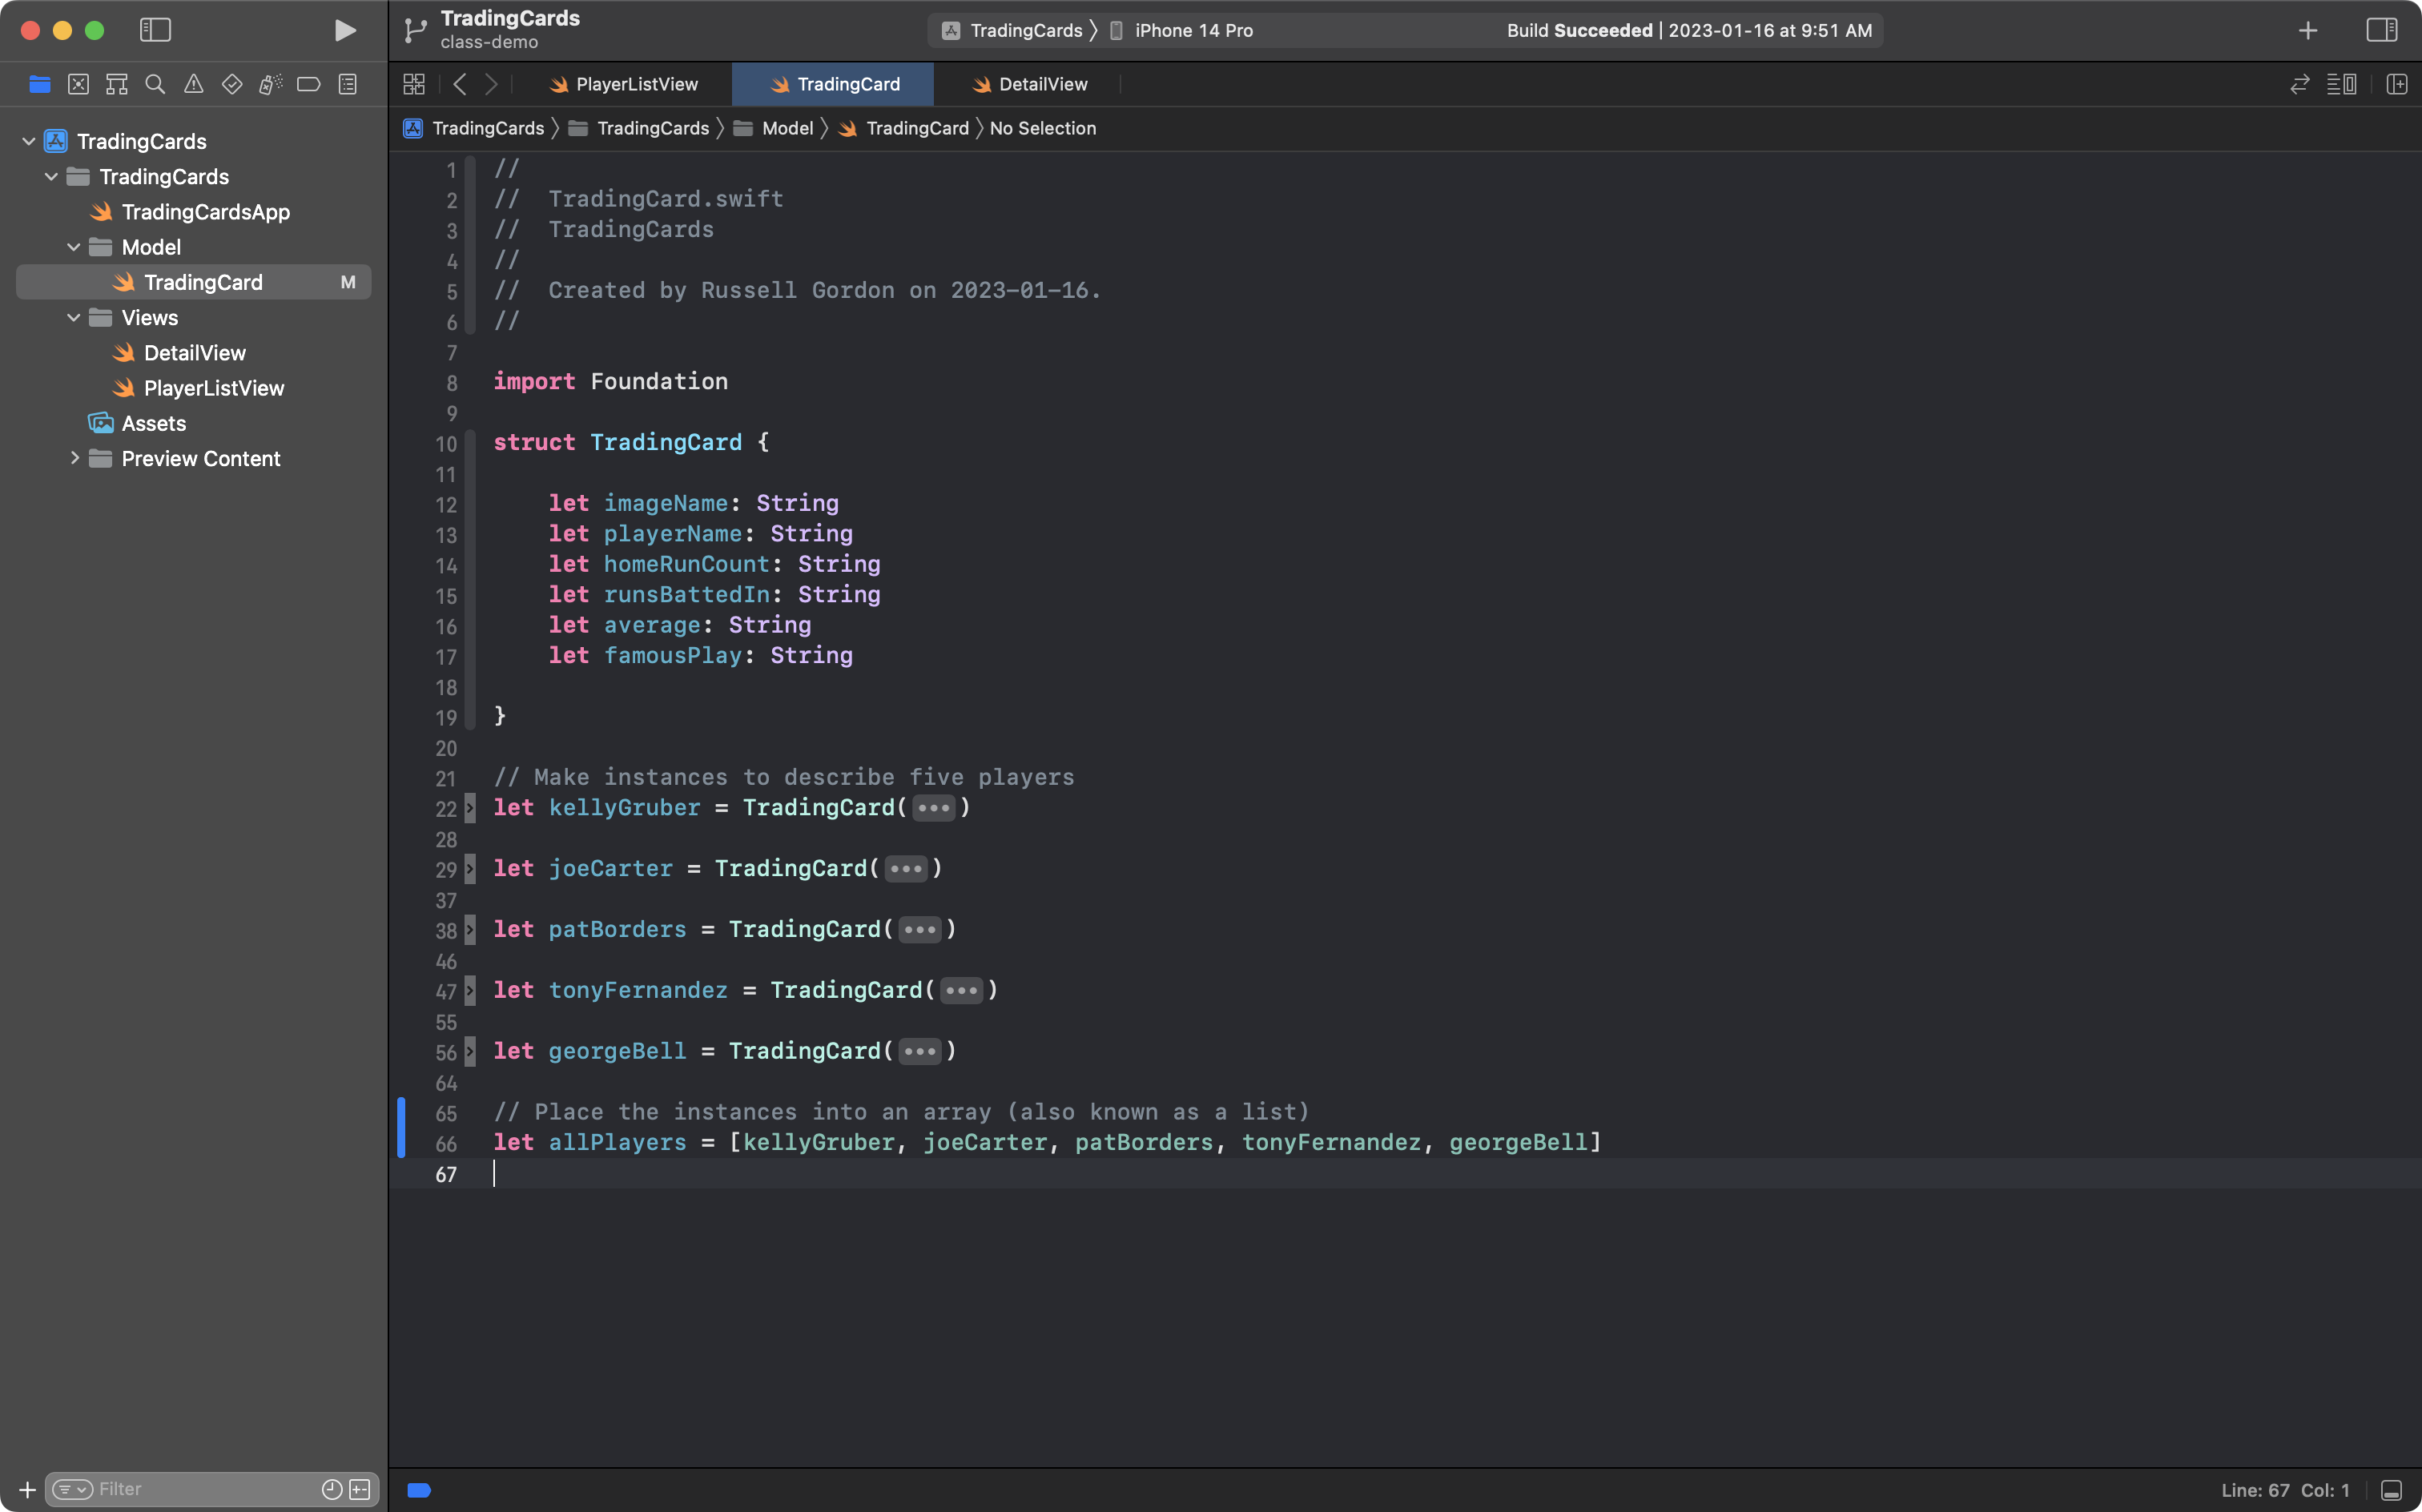 TradingCards
class-demo
TradingCards
iPhone 14 Pro
Build Succeeded | 2023-01-16 at 9:51 AM
PlayerListView
TradingCard
DetailView
TradingCards
TradingCards
Model
TradingCard
No Selection
TradingCards
TradingCards
TradingCardsApp
Model
TradingCard M
Views
DetailView
PlayerListView
Assets
Preview Content
1 //
2 //  TradingCard.swift
3 //  TradingCards
4 //
5 //  Created by Russell Gordon on 2023-01-16.
6 //
7
8 import Foundation
9
10 struct TradingCard {
11
12     let imageName: String
13     let playerName: String
14     let homeRunCount: String
15     let runsBattedIn: String
16     let average: String
17     let famousPlay: String
18
19 }
20
21 // Make instances to describe five players
22 let kellyGruber = TradingCard(•••)
28
29 let joeCarter = TradingCard(•••)
37
38 let patBorders = TradingCard(•••)
46
47 let tonyFernandez = TradingCard(•••)
55
56 let georgeBell = TradingCard(•••)
64
65 // Place the instances into an array (also known as a list)
66 let allPlayers = [kellyGruber, joeCarter, patBorders, tonyFernandez, georgeBell]
67
Filter
Line: 67  Col: 1